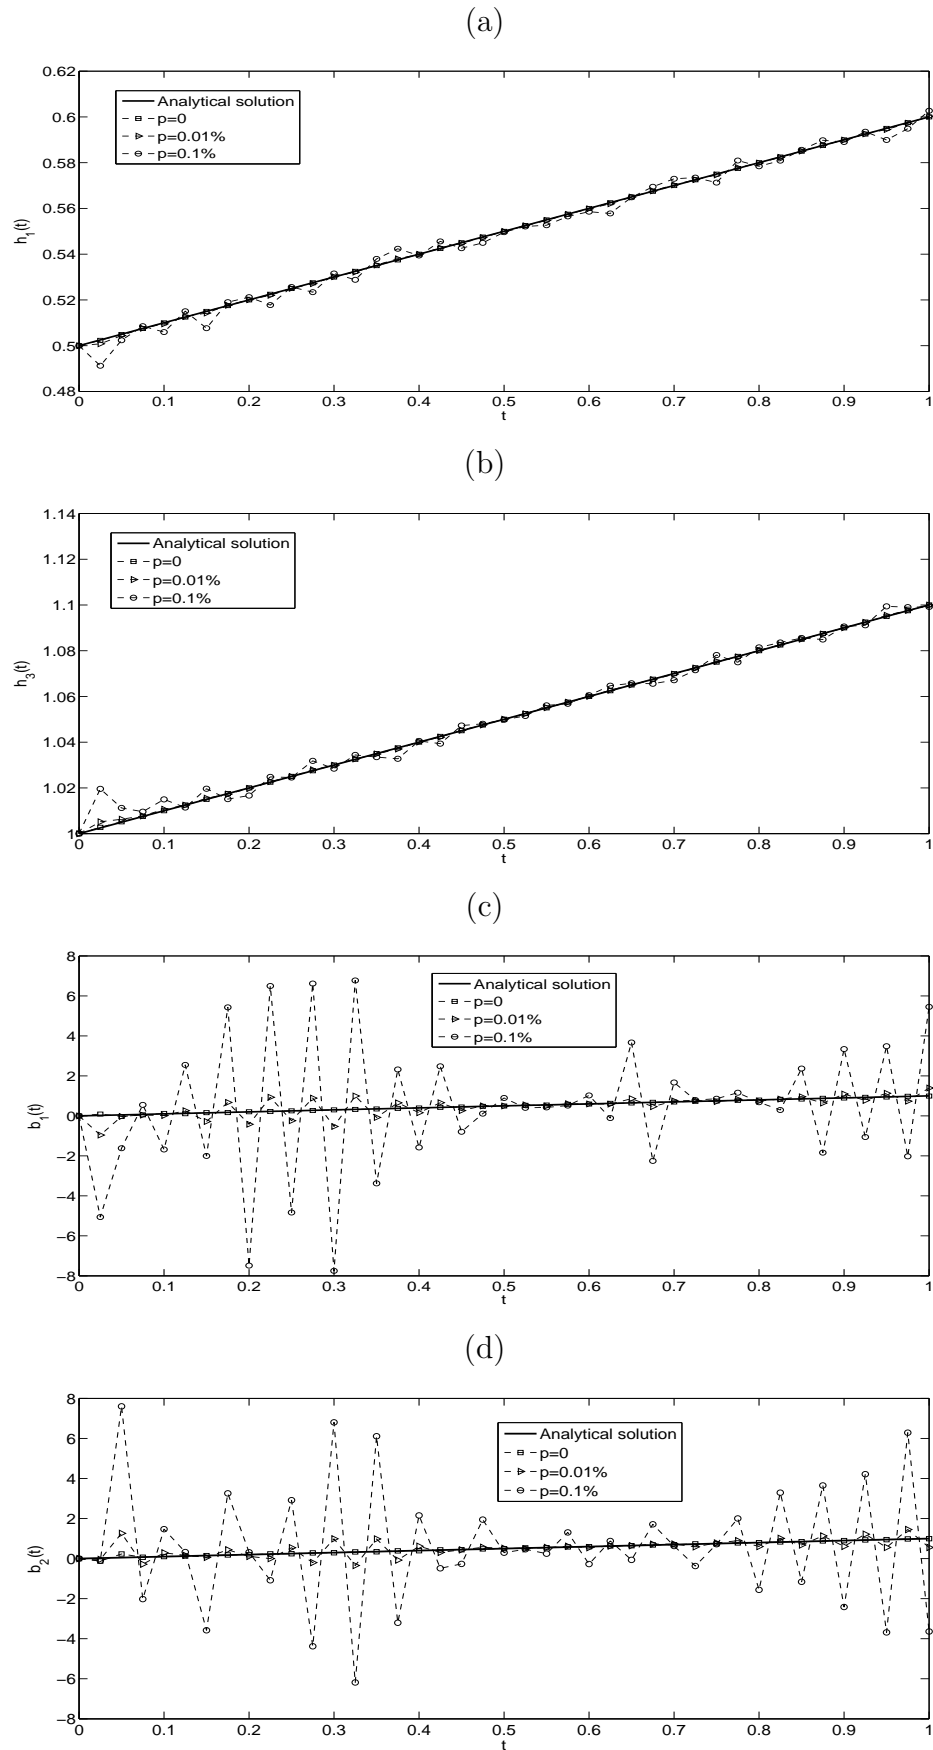 (a)
0.62
0.6
0.58
0.56
0.54
0.52
0.5
0.48
h1(t)
Analytical solution
p=0
p=0.01%
p=0.1%
0 0.1 0.2 0.3 0.4 0.5 0.6 0.7 0.8 0.9 1
t
(b)
1.14
1.12
1.1
1.08
1.06
1.04
1.02
1
h3(t)
Analytical solution
p=0
p=0.01%
p=0.1%
0 0.1 0.2 0.3 0.4 0.5 0.6 0.7 0.8 0.9 1
t
(c)
8
6
4
2
0
−2
−4
−6
−8
b1(t)
Analytical solution
p=0
p=0.01%
p=0.1%
0 0.1 0.2 0.3 0.4 0.5 0.6 0.7 0.8 0.9 1
t
(d)
8
6
4
2
0
−2
−4
−6
−8
b2(t)
Analytical solution
p=0
p=0.01%
p=0.1%
0 0.1 0.2 0.3 0.4 0.5 0.6 0.7 0.8 0.9 1
t